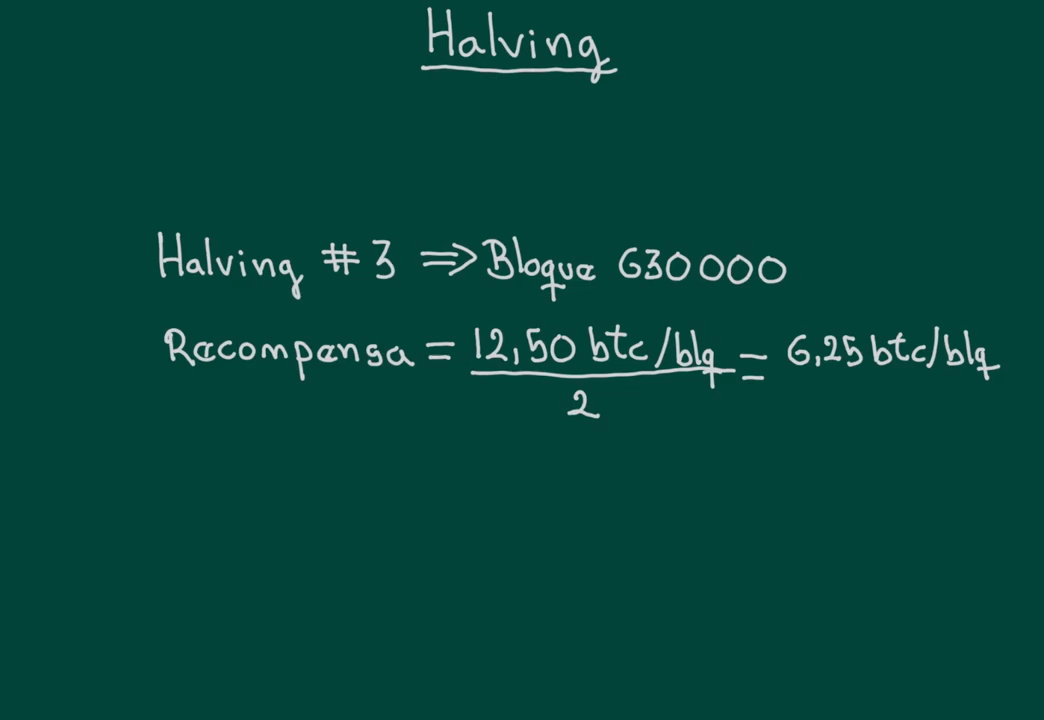 Halving
Halving #3 ⇒ Bloque 630000
Recompensa = 12,50 btc/blq = 6,25 btc/blq
2